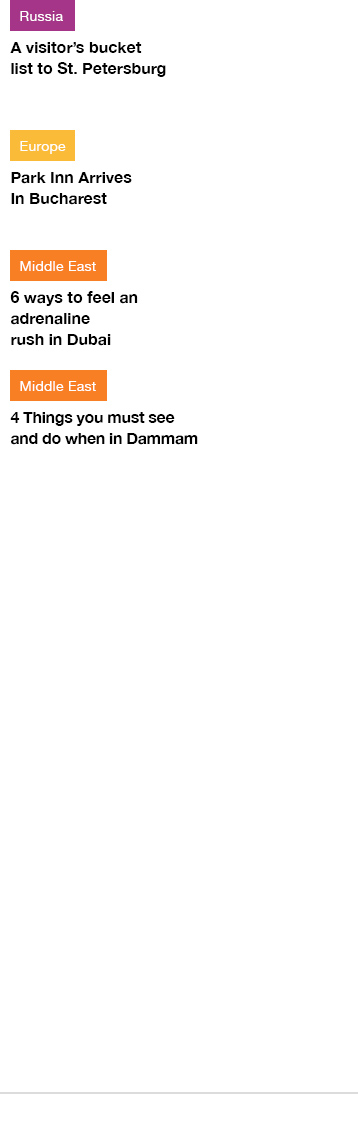 Russia
A visitor's bucket
list to St. Petersburg
Europe
Park Inn Arrives
In Bucharest
Middle East
6 ways to feel an
adrenaline
rush in Dubai
Middle East
4 Things you must see
and do when in Dammam